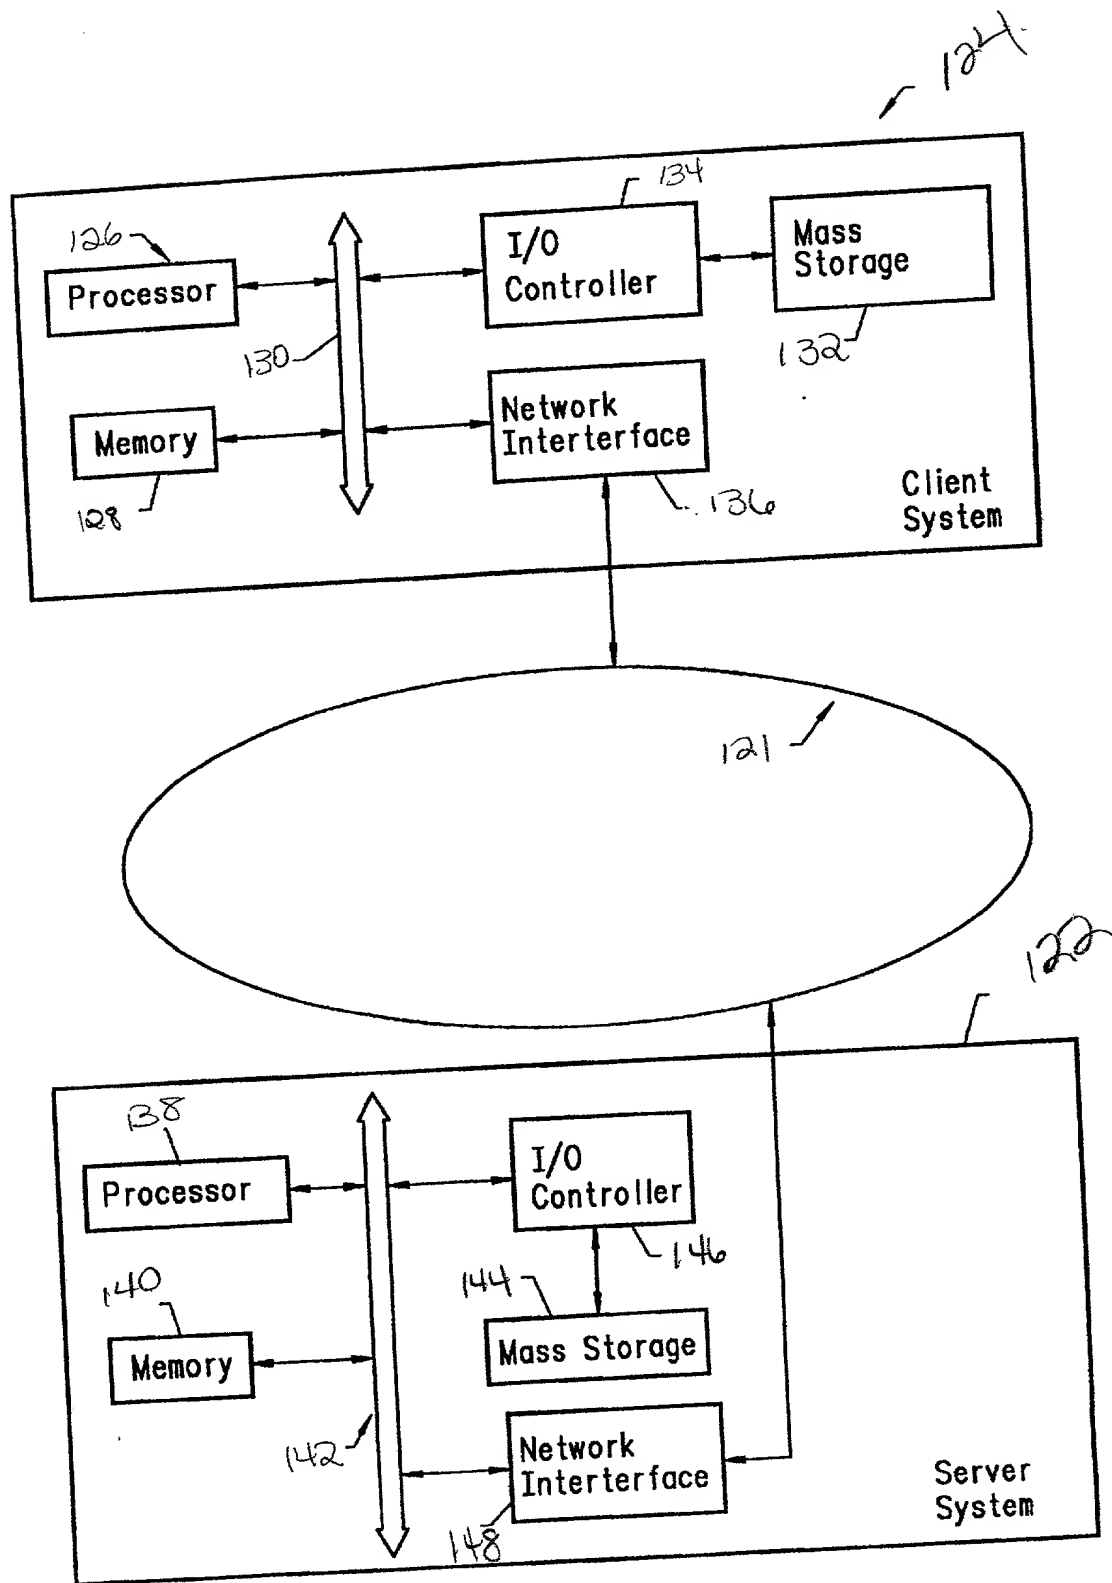 124
134
126
I/O
Controller
Mass
Storage
Processor
130
132
Network
Interterface
Memory
128
136
Client
System
121
122
138
I/O
Controller
Processor
146
144
140
Mass Storage
Memory
142
Network
Interterface
148
Server
System